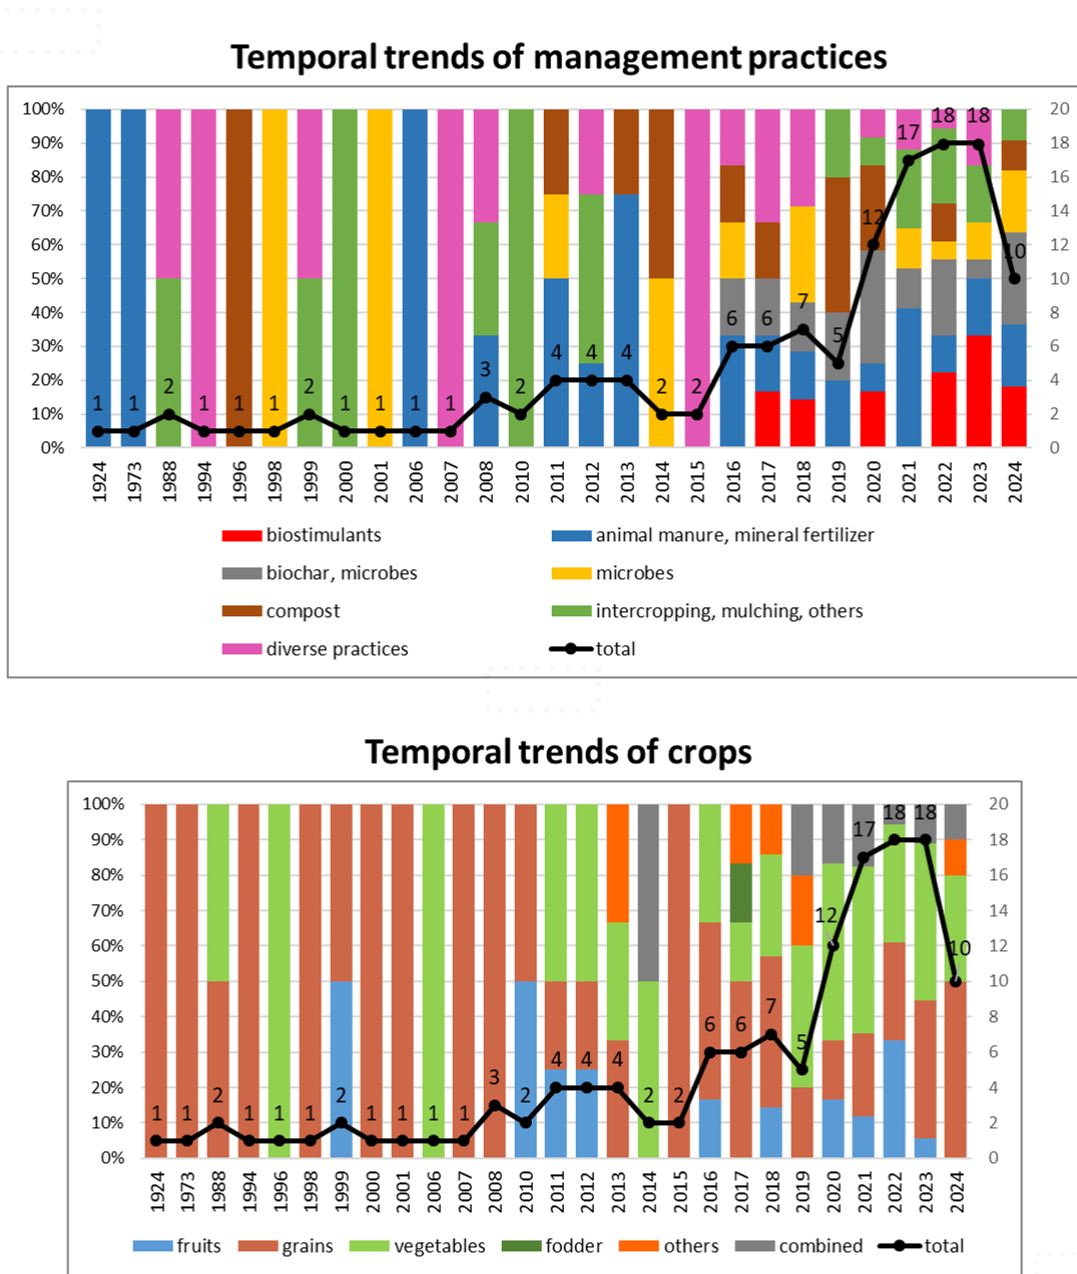 Temporal trends of management practices
100% 20
90% 18
80% 16
70% 14
60% 12
50% 10
40% 8
30% 6
20% 4
10% 2
0% 0
1 1 2 1 1 1 2 1 1 1 1 3 2 4 4 4 2 2 6 6 7 5 12 17 18 18 10
1924 1973 1988 1994 1996 1998 1999 2000 2001 2006 2007 2008 2010 2011 2012 2013 2014 2015 2016 2017 2018 2019 2020 2021 2022 2023 2024
biostimulants animal manure, mineral fertilizer
biochar, microbes microbes
compost intercropping, mulching, others
diverse practices total
Temporal trends of crops
100% 20
90% 18
80% 16
70% 14
60% 12
50% 10
40% 8
30% 6
20% 4
10% 2
0% 0
1 1 2 1 1 1 2 1 1 1 1 3 2 4 4 4 2 2 6 6 7 5 12 17 18 18 10
1924 1973 1988 1994 1996 1998 1999 2000 2001 2006 2007 2008 2010 2011 2012 2013 2014 2015 2016 2017 2018 2019 2020 2021 2022 2023 2024
fruits grains vegetables fodder others combined total